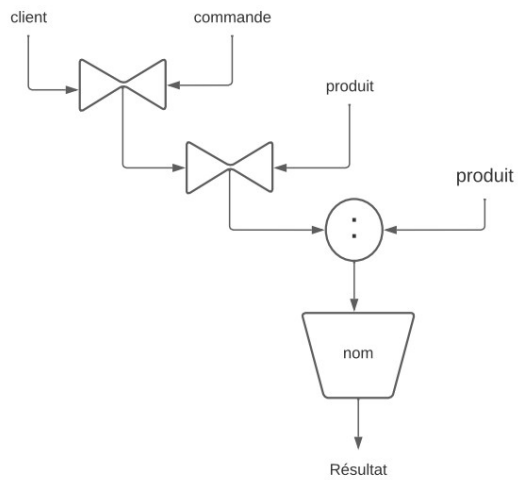 client
commande
produit
produit
:
nom
Résultat